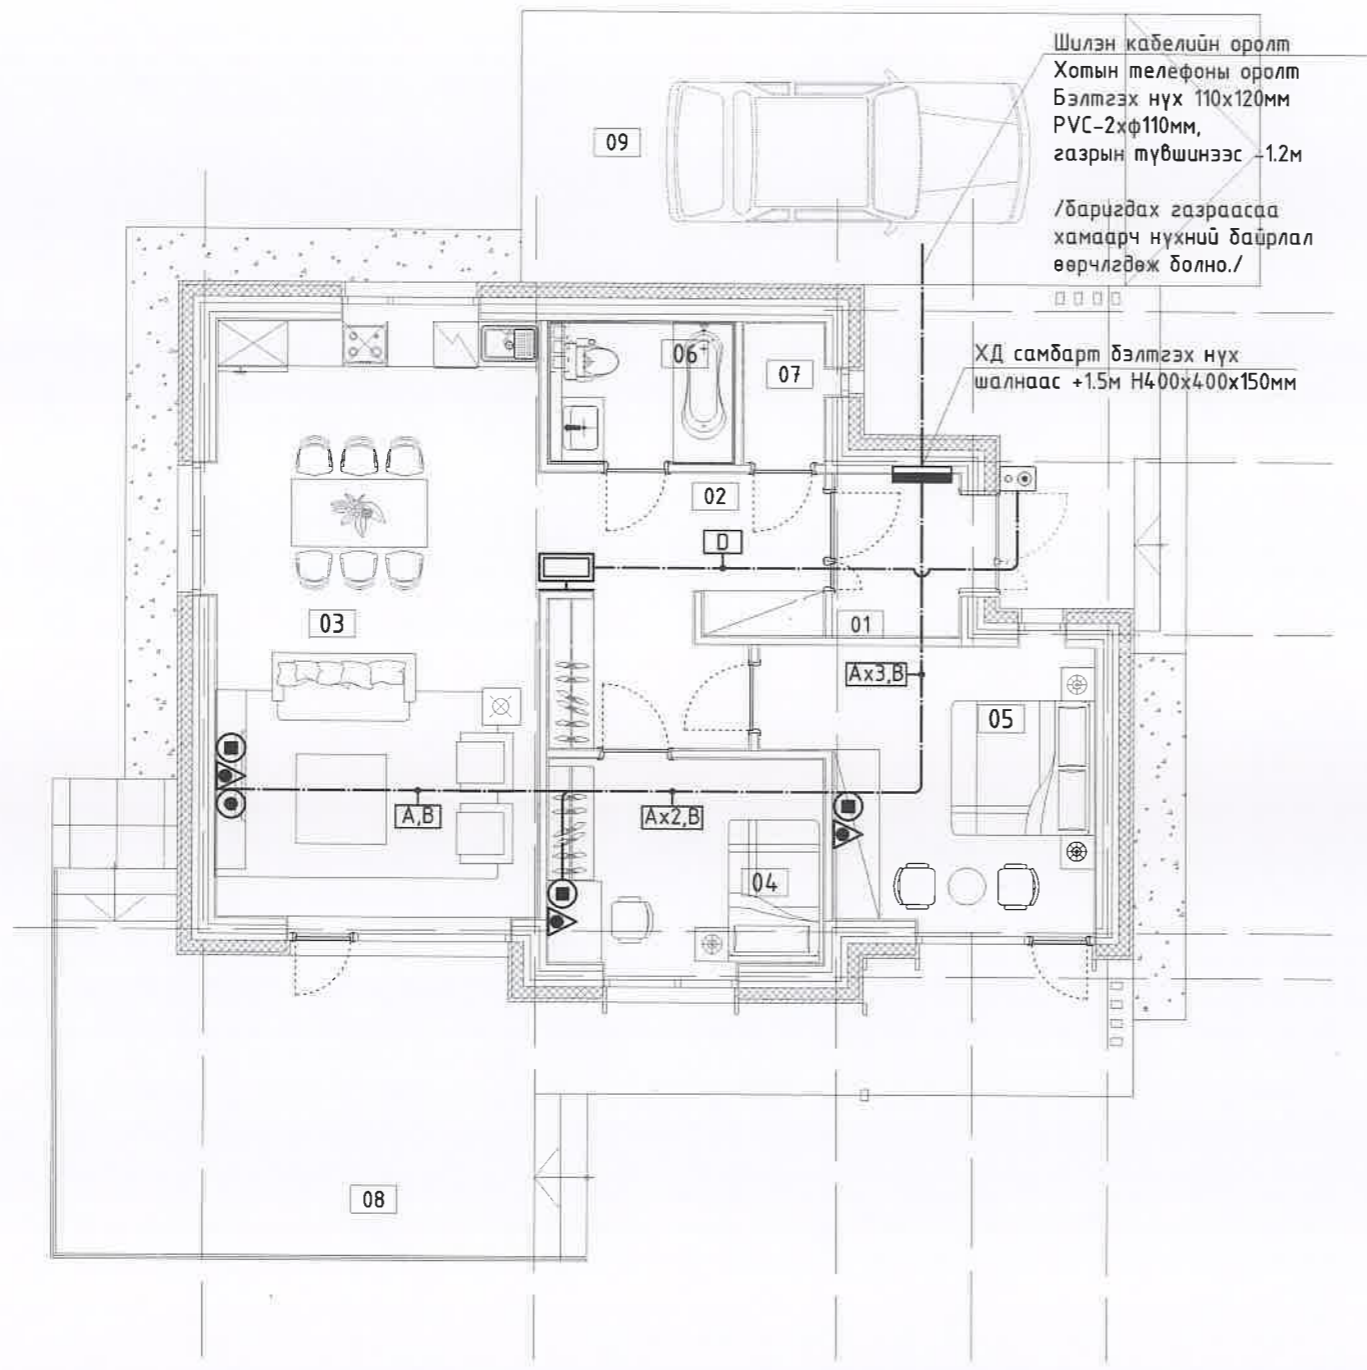 Шилэн кабелийн оролт
Хотын телефоны оролт
Бэлтгэх нүх 110x120мм
PVC-2xф110мм,
газрын түвшинээс -1.2м
/баригдах газраасаа
хамаарч нүхний байрлал
өөрчлөгдөж болно./
09
ХД самбарт бэлтгэх нүх
шалнаас +1.5м Н400x400x150мм
06
07
02
D
03
01
Ax3,B
05
A,B
Ax2,B
04
08